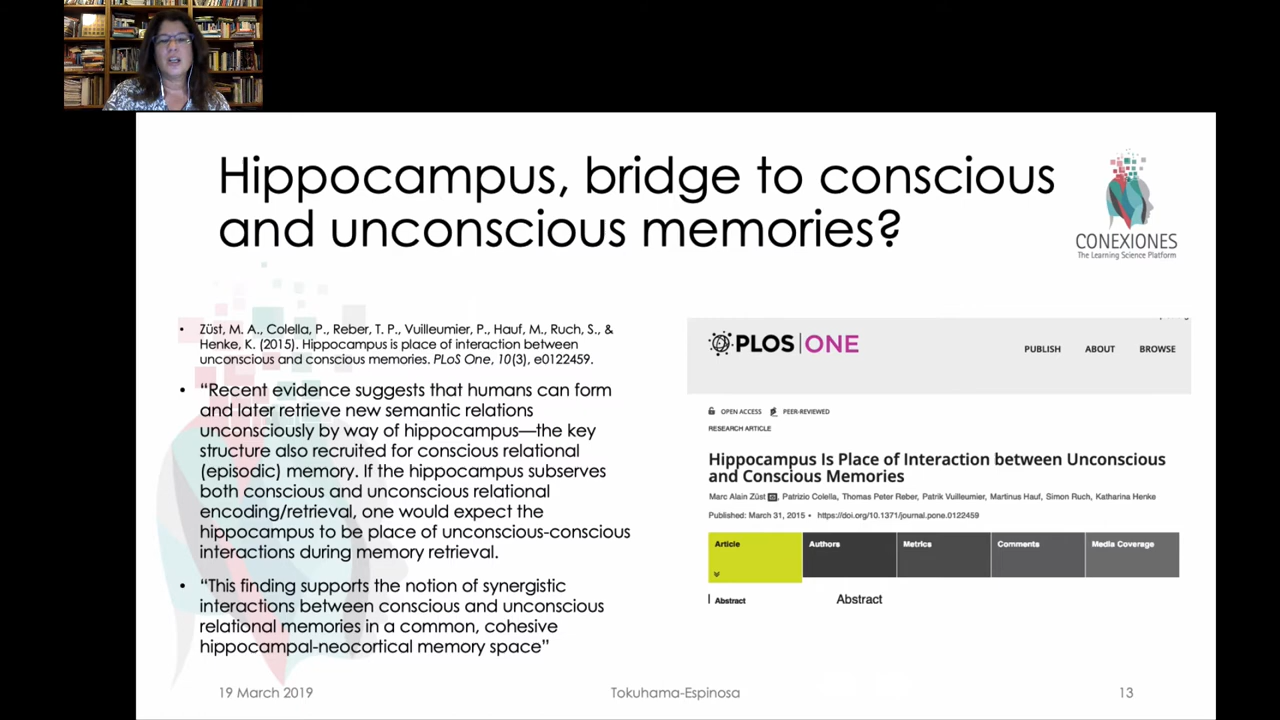 Hippocampus, bridge to conscious
and unconscious memories?
CONEXIONES
The Learning Science Platform
• Züst, M. A., Colella, P., Reber, T. P., Vuilleumier, P., Hauf, M., Ruch, S., &
Henke, K. (2015). Hippocampus is place of interaction between
unconscious and conscious memories. PLoS One, 10(3), e0122459.
• “Recent evidence suggests that humans can form
and later retrieve new semantic relations
unconsciously by way of hippocampus—the key
structure also recruited for conscious relational
(episodic) memory. If the hippocampus subserves
both conscious and unconscious relational
encoding/retrieval, one would expect the
hippocampus to be place of unconscious-conscious
interactions during memory retrieval.
• “This finding supports the notion of synergistic
interactions between conscious and unconscious
relational memories in a common, cohesive
hippocampal-neocortical memory space”
PLOS | ONE
PUBLISH ABOUT BROWSE
OPEN ACCESS PEER-REVIEWED
RESEARCH ARTICLE
Hippocampus Is Place of Interaction between Unconscious
and Conscious Memories
Marc Alain Züst, Patrizio Colella, Thomas Peter Reber, Patrik Vuilleumier, Martinus Hauf, Simon Ruch, Katharina Henke
Published: March 31, 2015 • https://doi.org/10.1371/journal.pone.0122459
Article Authors Metrics Comments Media Coverage
Abstract Abstract
19 March 2019 Tokuhama-Espinosa 13